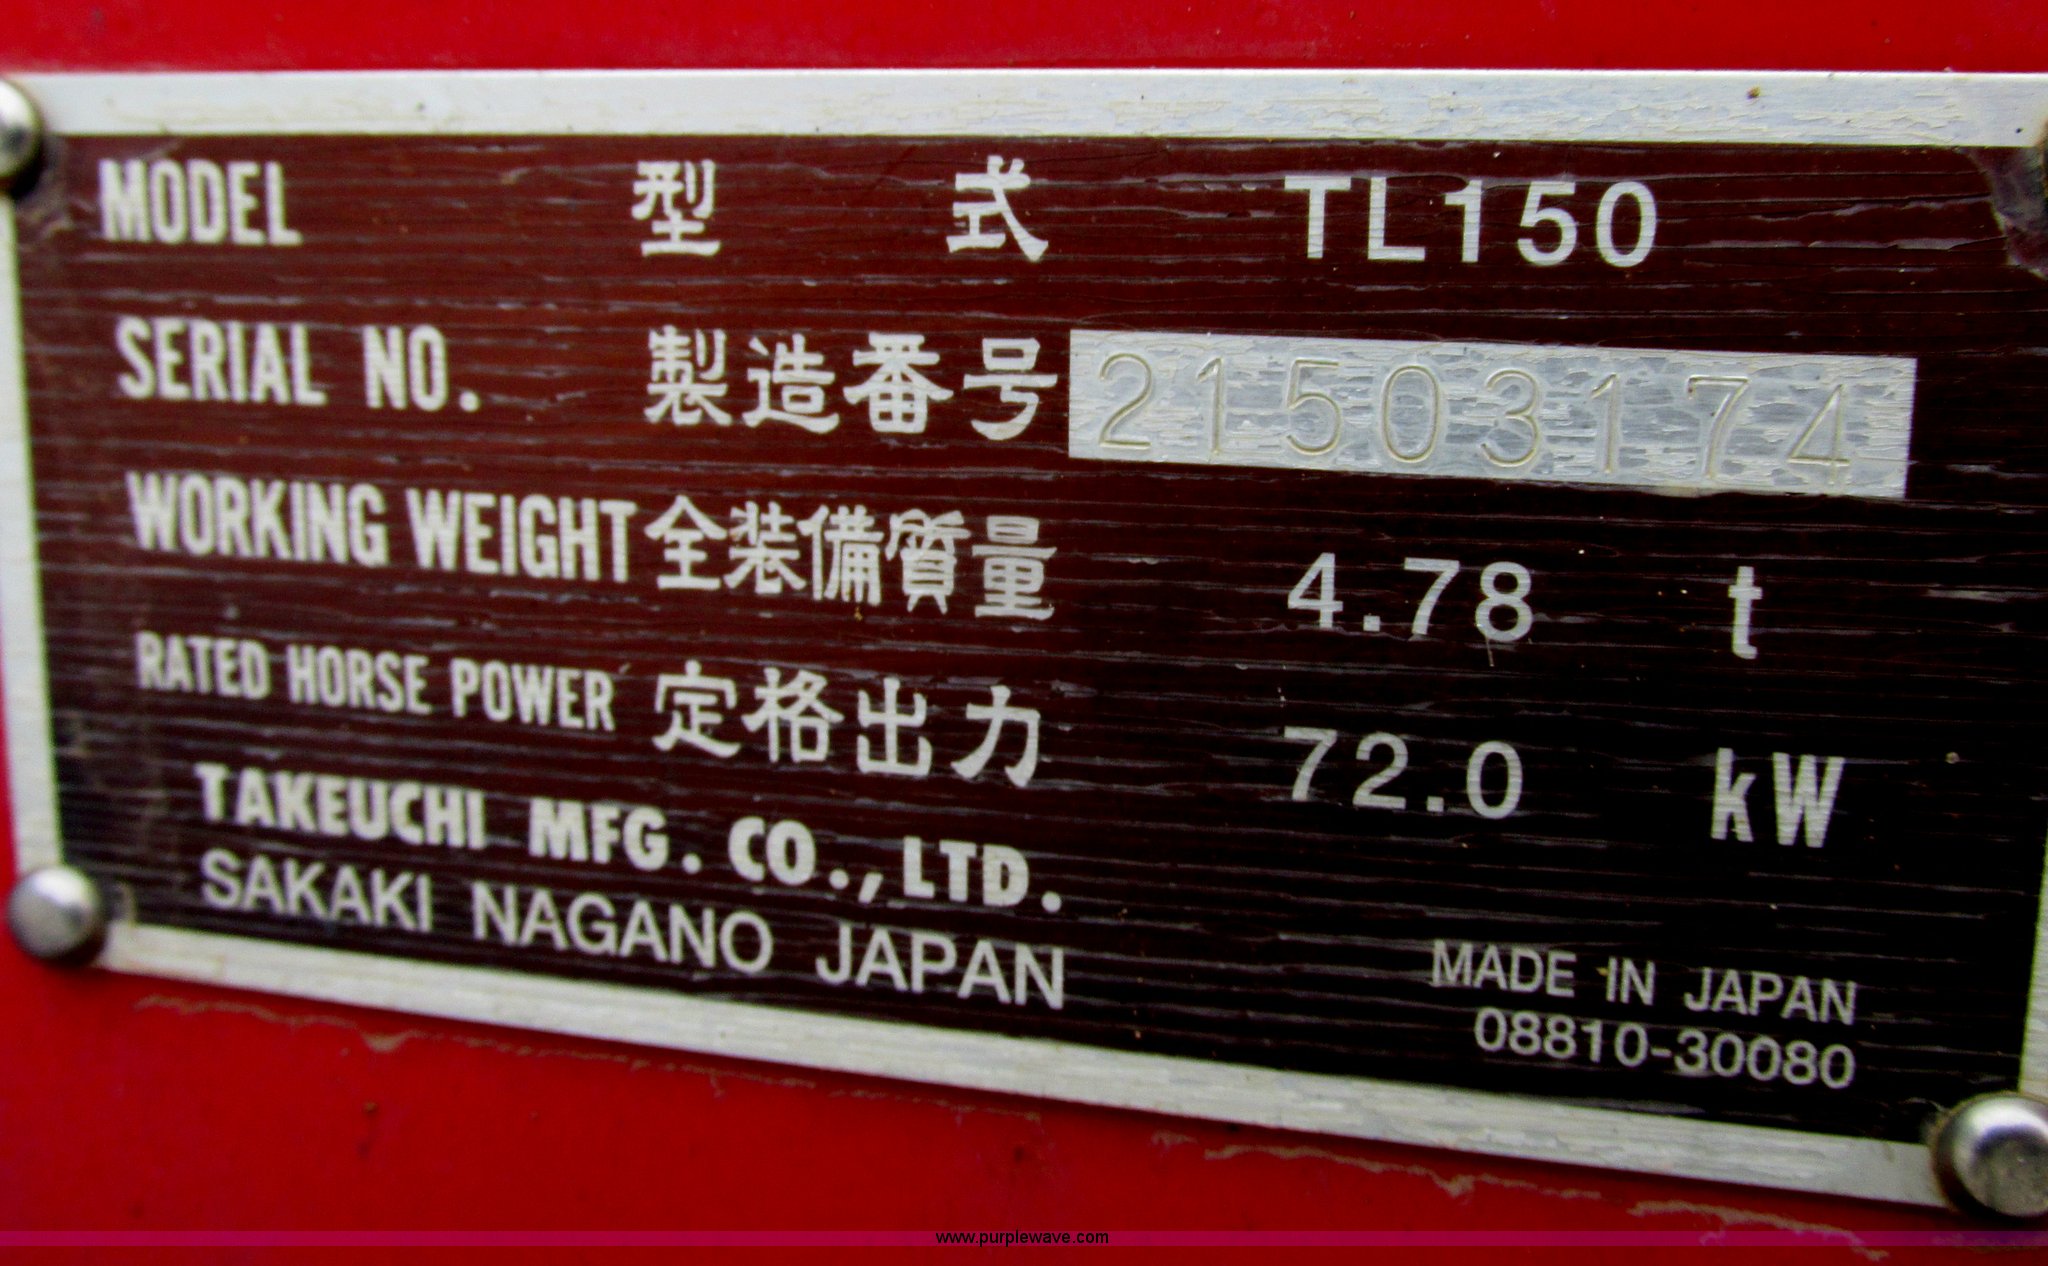 MODEL 型式 TL150
SERIAL NO. 製造番号 21503174
WORKING WEIGHT 全装備質量 4.78 t
RATED HORSE POWER 定格出力 72.0 kW
TAKEUCHI MFG. CO., LTD.
SAKAKI NAGANO JAPAN
MADE IN JAPAN
08810-30080
www.purplewave.com